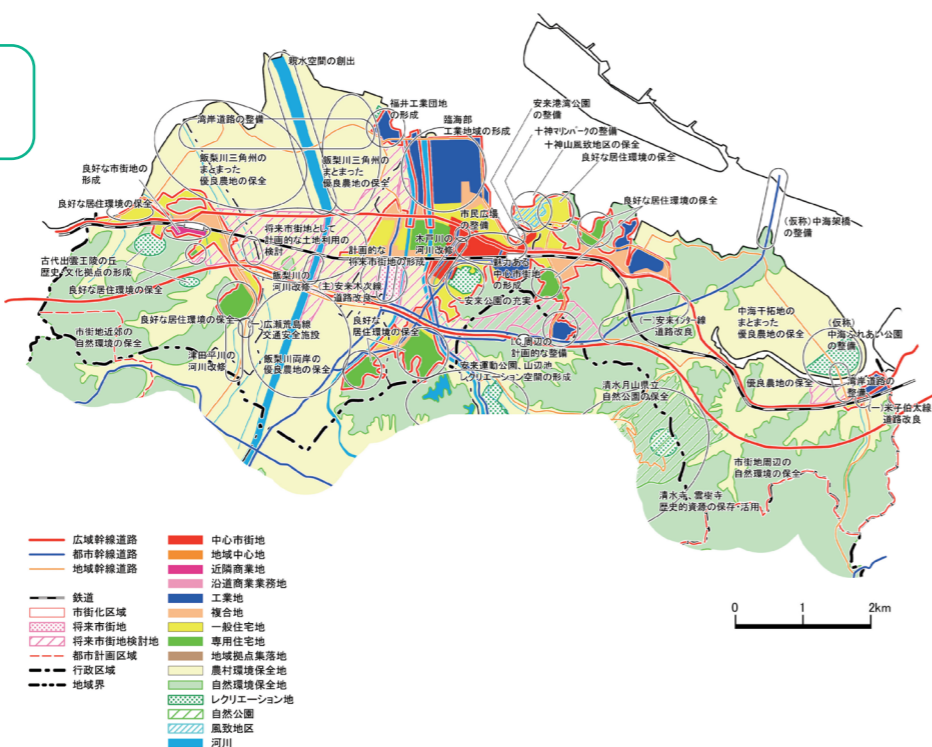 親水空間の創出
湾岸道路の整備
福井工業団地
の形成
臨海部
工業地域の形成
安来港湾公園
の整備
十神マリンパークの整備
十神山風致地区の保全
良好な居住環境の保全
良好な市街地の
形成
飯梨川三角州の
まとまった
優良農地の保全
飯梨川三角州の
まとまった
優良農地の保全
良好な居住環境の保全
良好な居住環境の保全
市民広場
の整備
(仮称)中海架橋
の整備
将来市街地として
計画的な土地利用の
検討
木戸川の
河川改修
計画的な
将来市街地の形成
魅力ある
中心市街地
の形成
古代出雲王陵の丘
歴史・文化拠点の形成
良好な居住環境の保全
飯梨川の
河川改修
(主)安来木次線
道路改良
安来公園の充実
良好な居住環境の保全
(一)広瀬荒島線
交通安全施設
良好な
居住環境の保全
(一)安来インター線
道路改良
中海干拓地の
まとまった
優良農地の保全
(仮称)
中海ふれあい公園
の整備
市街地近郊の
自然環境の保全
津田平川の
河川改修
飯梨川両岸の
優良農地の保全
I.C.周辺の
計画的な整備
安来運動公園、山辺池
レクリエーション空間の形成
清水月山県立
自然公園の保全
優良農地の保全
湾岸道路の
整備
(一)米子伯太線
道路改良
市街地周辺の
自然環境の保全
清水寺、雲樹寺
歴史的資源の保存・活用
広域幹線道路
都市幹線道路
地域幹線道路
鉄道
市街化区域
将来市街地
将来市街地検討地
都市計画区域
行政区域
地域界
中心市街地
地域中心地
近隣商業地
沿道商業業務地
工業地
複合地
一般住宅地
専用住宅地
地域拠点集落地
農村環境保全地
自然環境保全地
レクリエーション地
自然公園
風致地区
河川
0 1 2km